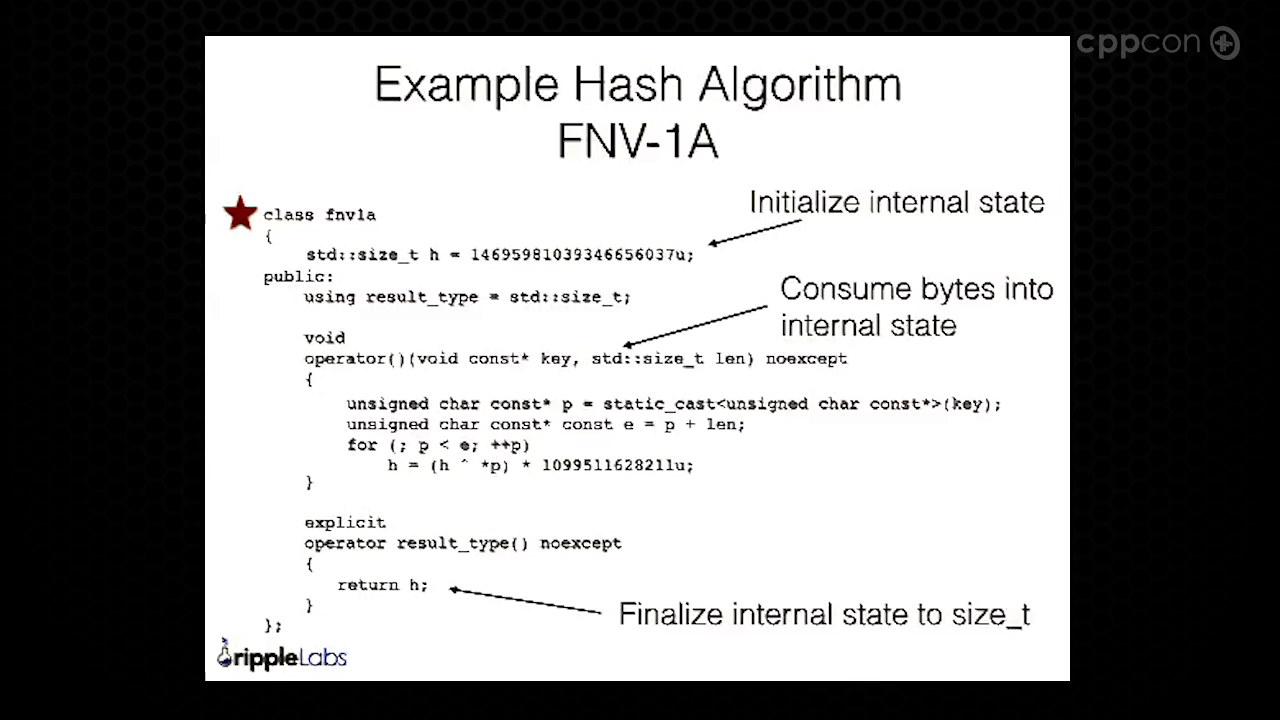 cppcon
Example Hash Algorithm
FNV-1A
class fnv1a
{
std::size_t h = 14695981039346656037u;
public:
using result_type = std::size_t;
void
operator()(void const* key, std::size_t len) noexcept
{
unsigned char const* p = static_cast<unsigned char const*>(key);
unsigned char const* const e = p + len;
for (; p < e; ++p)
h = (h ^ *p) * 1099511628211u;
}
explicit
operator result_type() noexcept
{
return h;
}
};
Initialize internal state
Consume bytes into
internal state
Finalize internal state to size_t
rippleLabs